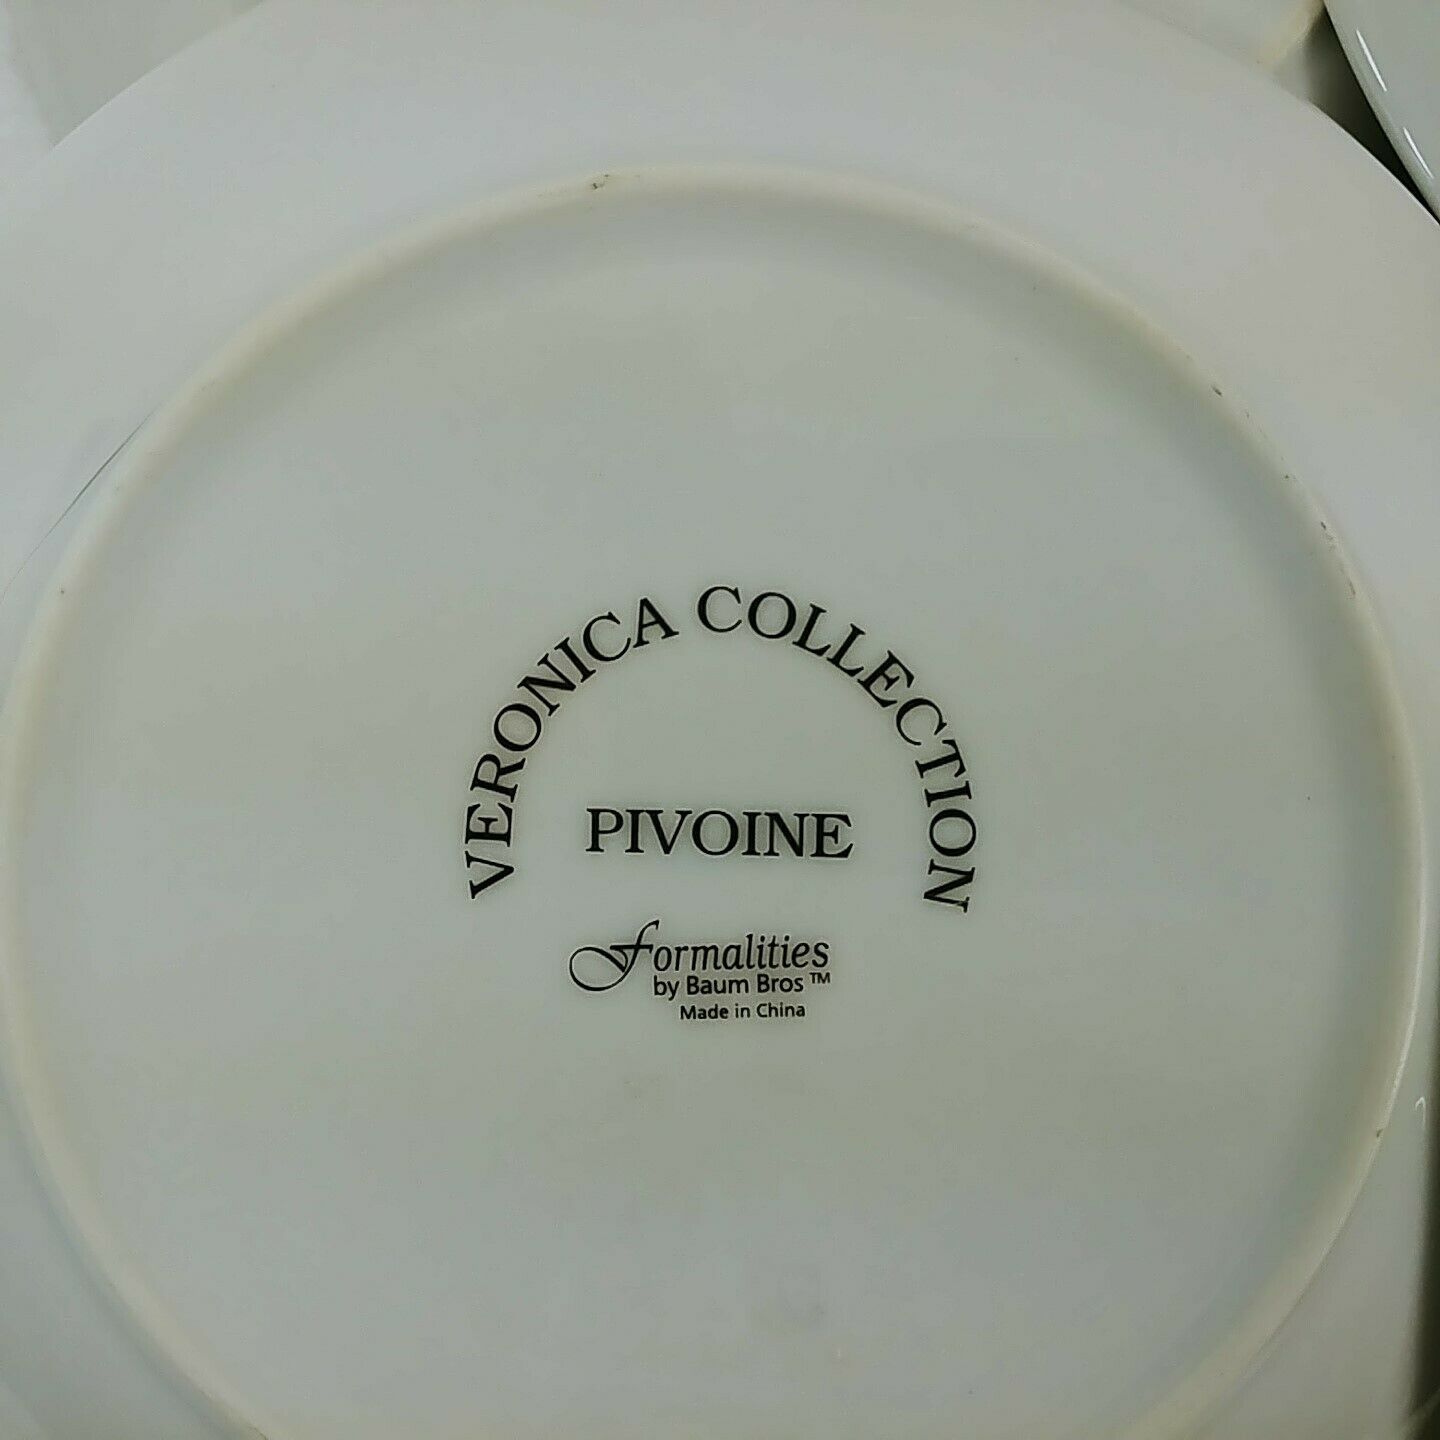 VERONICA COLLECTION
PIVOINE
Formalities
by Baum Bros ™
Made in China